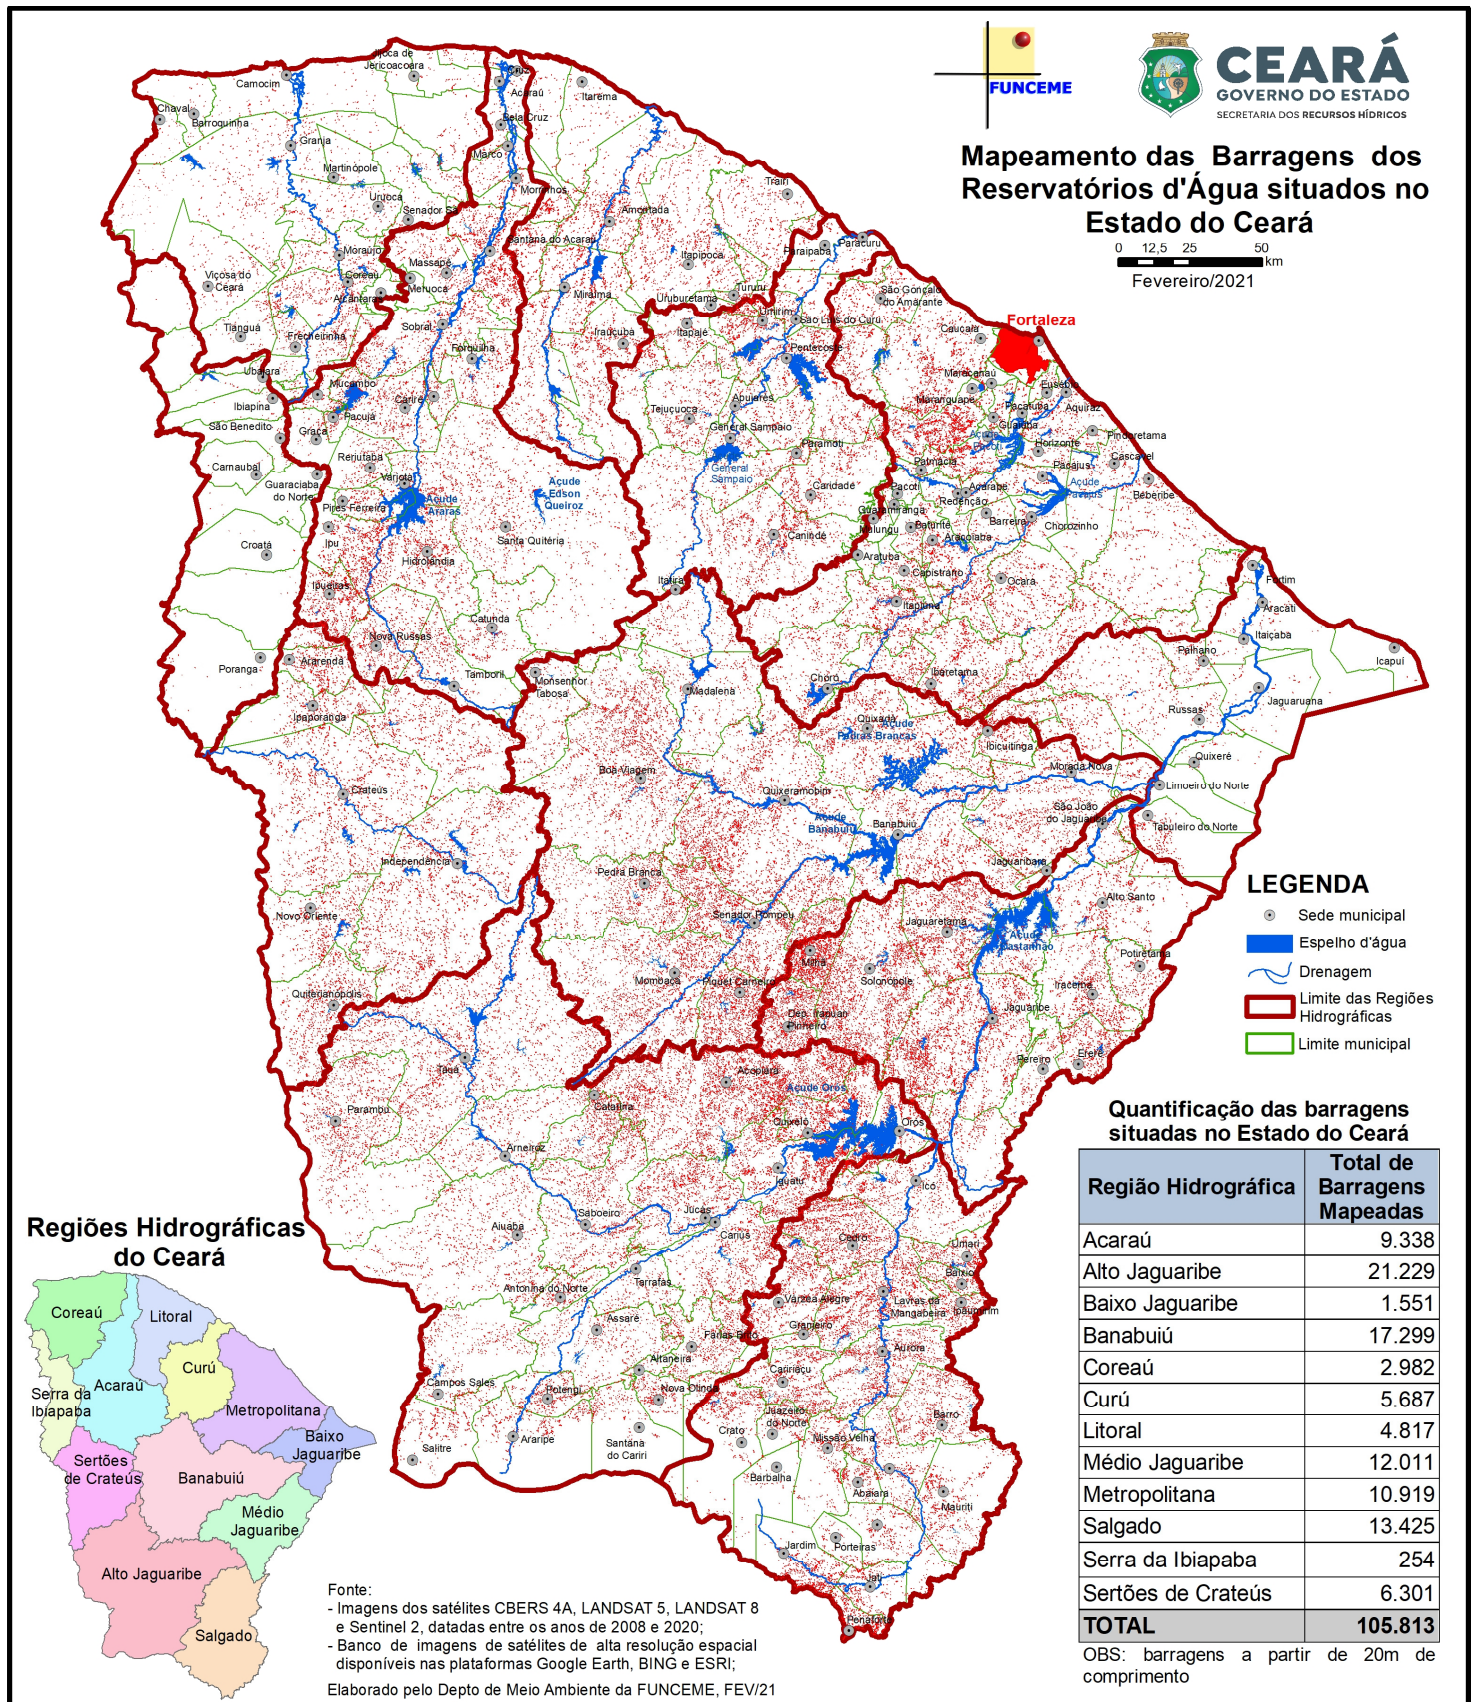 FUNCEME
CEARÁ
GOVERNO DO ESTADO
SECRETARIA DOS RECURSOS HÍDRICOS
Mapeamento das Barragens dos
Reservatórios d'Água situados no
Estado do Ceará
0 12,5 25 50
km
Fevereiro/2021
Jijoca de
Jericoacoara
Camocim
Cruz
Acaraú
Itarema
Chaval
Barroquinha
Bela Cruz
Granja
Marco
Martinópole
Morrinhos
Trairi
Uruoca
Senador Sá
Amontada
Santana do Acaraú
Paraipaba
Paracuru
Moraújo
Massapê
Itapipoca
Viçosa do
Ceará
Coreaú
Meruoca
Alcântaras
Miraíma
Tururu
Uruburetama
São Gonçalo
do Amarante
Umirim
São Luis do Curu
Fortaleza
Tianguá
Frecheirinha
Sobral
Irauçuba
Itapajé
Caucaia
Forquilha
Pentecoste
Ubajara
Mucambo
Maracanaú
Eusébio
Ibiapina
Cariré
Pacujá
Apuiarés
Maranguape
Pacatuba
Aquiraz
Tejuçuoca
São Benedito
Graça
General Sampaio
Guaiúba
Pindoretama
Paramoti
Horizonte
Reriutaba
General
Sampaio
Cascavel
Carnaubal
Guaraciaba
do Norte
Varjota
Palmácia
Pacajus
Açude
Pacajus
Beberibe
Açude
Araras
Açude
Edson
Queiroz
Caridade
Pacoti
Acarape
Redenção
Pires Ferreira
Guaramiranga
Barreira
Chorozinho
Mulungu
Baturité
Santa Quitéria
Canindé
Aracoiaba
Croatá
Ipu
Hidrolândia
Aratuba
Capistrano
Ocara
Itatira
Fortim
Ipueiras
Itapiúna
Aracati
Catunda
Nova Russas
Itaiçaba
Palhano
Icapuí
Poranga
Ararendá
Tamboril
Monsenhor
Tabosa
Madalena
Choró
Ibaretama
Jaguaruana
Ipaporanga
Quixadá
Açude
Pedras Brancas
Russas
Ibicuitinga
Boa Viagem
Morada Nova
Quixeré
Crateús
Quixeramobim
Limoeiro do Norte
Açude
Banabuiú
Banabuiú
São João
do Jaguaribe
Tabuleiro do Norte
Independência
Pedra Branca
Jaguaribara
Novo Oriente
Senador Pompeu
Jaguaretama
Alto Santo
Açude
Castanhão
Milhã
Potiretama
Mombaça
Piquet Carneiro
Solonópole
Iracema
Quiterianópolis
Dep. Irapuan
Pinheiro
Jaguaribe
Tauá
Pereiro
Ererê
Acopiara
Açude Orós
Parambu
Catarina
Quixelô
Orós
Arneiroz
Iguatu
Icó
Saboeiro
Jucás
Cariús
Aiuaba
Cedro
Umari
Tarrafas
Baixio
Antonina do Norte
Várzea Alegre
Lavras da
Mangabeira
Ipaumirim
Assaré
Granjeiro
Farias Brito
Aurora
Altaneira
Caririaçu
Campos Sales
Potengi
Nova Olinda
Juazeiro
do Norte
Barro
Crato
Missão Velha
Salitre
Araripe
Santana
do Cariri
Barbalha
Abaiara
Mauriti
Porteiras
Jardim
Jati
Penaforte
LEGENDA
Sede municipal
Espelho d'água
Drenagem
Limite das Regiões
Hidrográficas
Limite municipal
Quantificação das barragens
situadas no Estado do Ceará
Região Hidrográfica Total de
Barragens
Mapeadas
Acaraú 9.338
Alto Jaguaribe 21.229
Baixo Jaguaribe 1.551
Banabuiú 17.299
Coreaú 2.982
Curú 5.687
Litoral 4.817
Médio Jaguaribe 12.011
Metropolitana 10.919
Salgado 13.425
Serra da Ibiapaba 254
Sertões de Crateús 6.301
TOTAL 105.813
OBS: barragens a partir de 20m de
comprimento
Regiões Hidrográficas
do Ceará
Coreaú
Litoral
Curú
Acaraú
Serra da
Ibiapaba
Metropolitana
Baixo
Jaguaribe
Sertões
de Crateús
Banabuiú
Médio
Jaguaribe
Alto Jaguaribe
Salgado
Fonte:
- Imagens dos satélites CBERS 4A, LANDSAT 5, LANDSAT 8
e Sentinel 2, datadas entre os anos de 2008 e 2020;
- Banco de imagens de satélites de alta resolução espacial
disponíveis nas plataformas Google Earth, BING e ESRI;
Elaborado pelo Depto de Meio Ambiente da FUNCEME, FEV/21